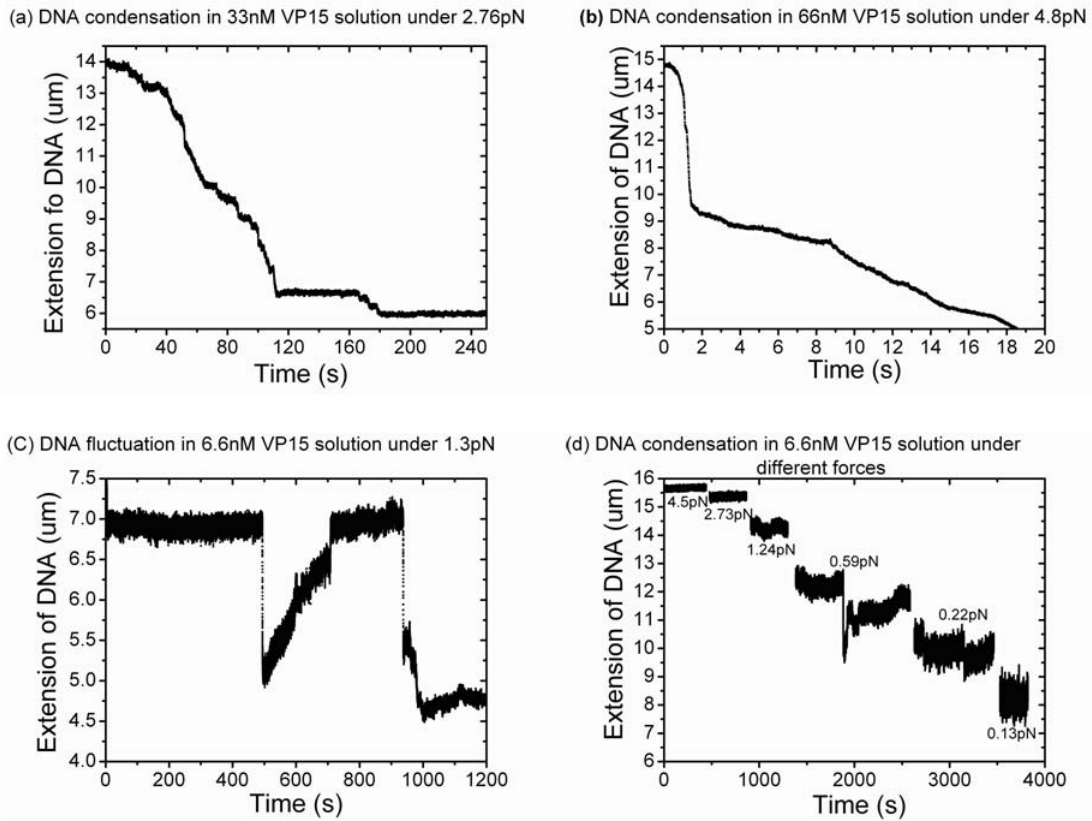 (a) DNA condensation in 33nM VP15 solution under 2.76pN
Extension fo DNA (um)
14
13
12
11
10
9
8
7
6
0 40 80 120 160 200 240
Time (s)
(b) DNA condensation in 66nM VP15 solution under 4.8pN
Extension of DNA (um)
15
14
13
12
11
10
9
8
7
6
5
0 2 4 6 8 10 12 14 16 18 20
Time (s)
(C) DNA fluctuation in 6.6nM VP15 solution under 1.3pN
Extension of DNA (um)
7.5
7.0
6.5
6.0
5.5
5.0
4.5
4.0
0 200 400 600 800 1000 1200
Time (s)
(d) DNA condensation in 6.6nM VP15 solution under
different forces
Extension of DNA (um)
16
15
14
13
12
11
10
9
8
7
6
4.5pN
2.73pN
1.24pN
0.59pN
0.22pN
0.13pN
0 1000 2000 3000 4000
Time (s)